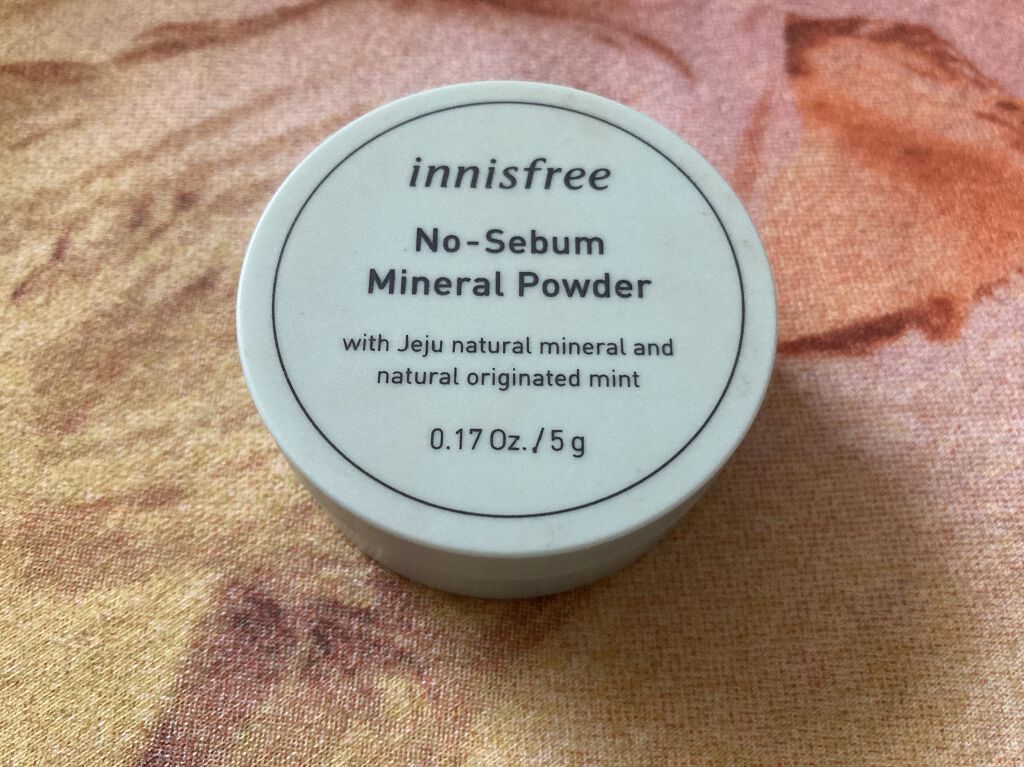 innisfree
No-Sebum
Mineral Powder
with Jeju natural mineral and
natural originated mint
0.17 Oz./ 5 g